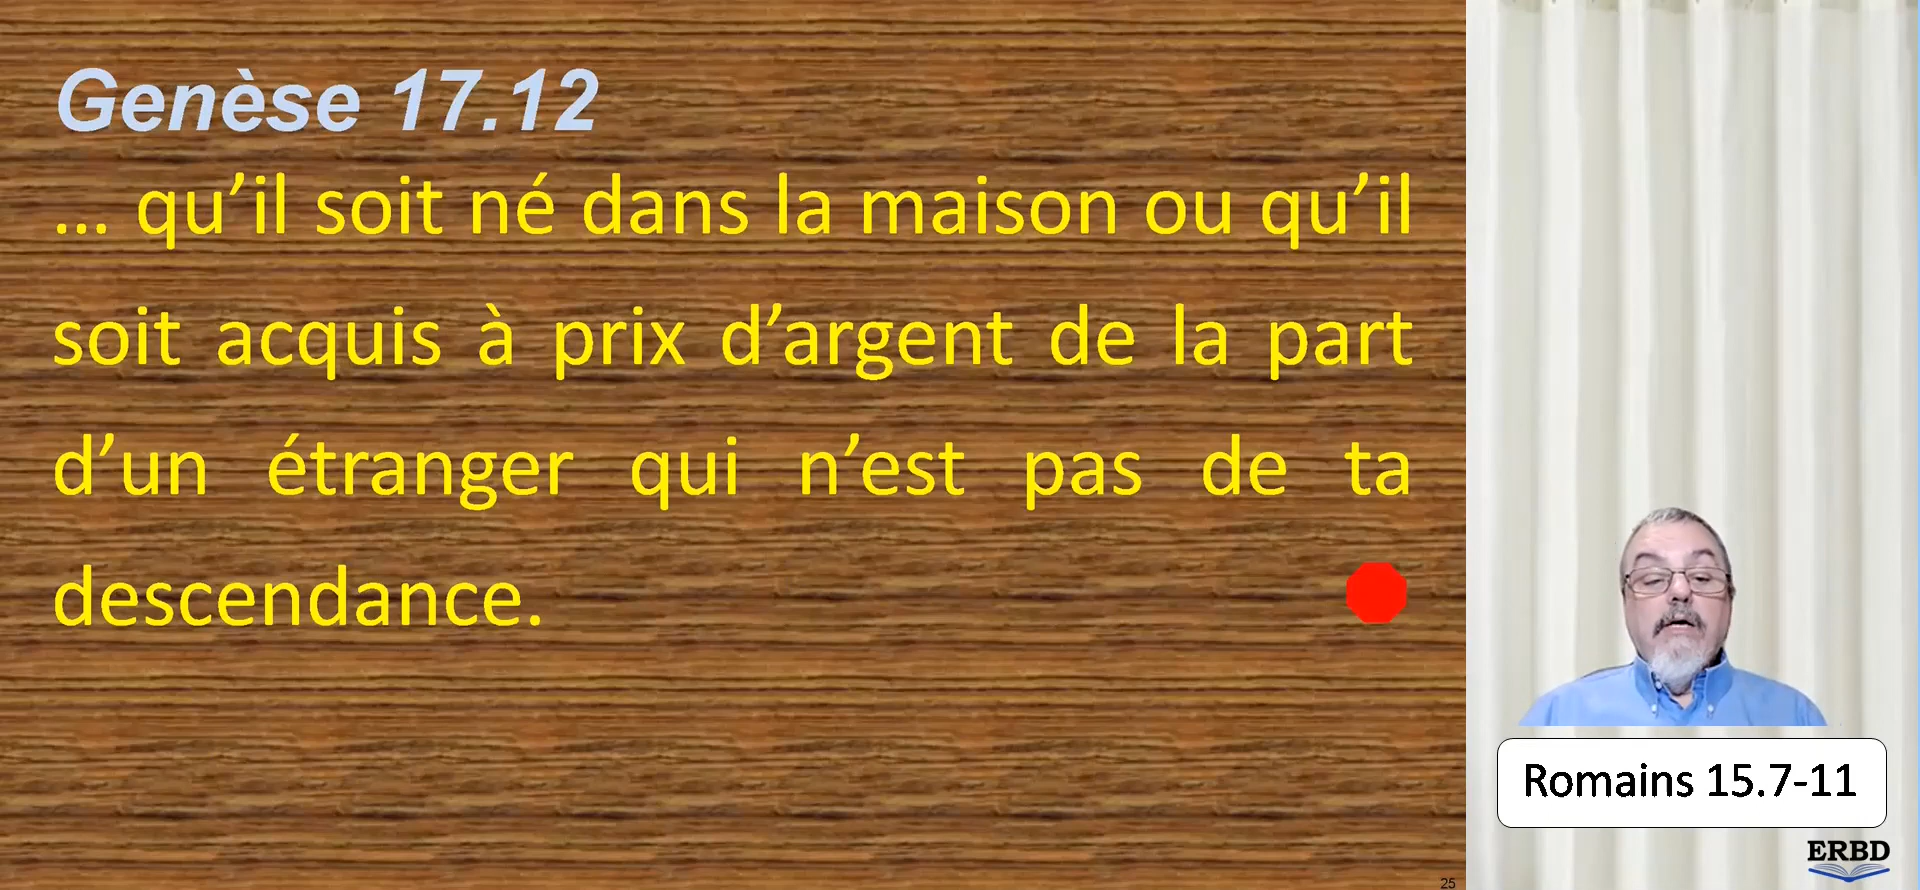 Genèse 17.12
… qu’il soit né dans la maison ou qu’il
soit acquis à prix d’argent de la part
d’un étranger qui n’est pas de ta
descendance.
Romains 15.7-11
ERBD
25